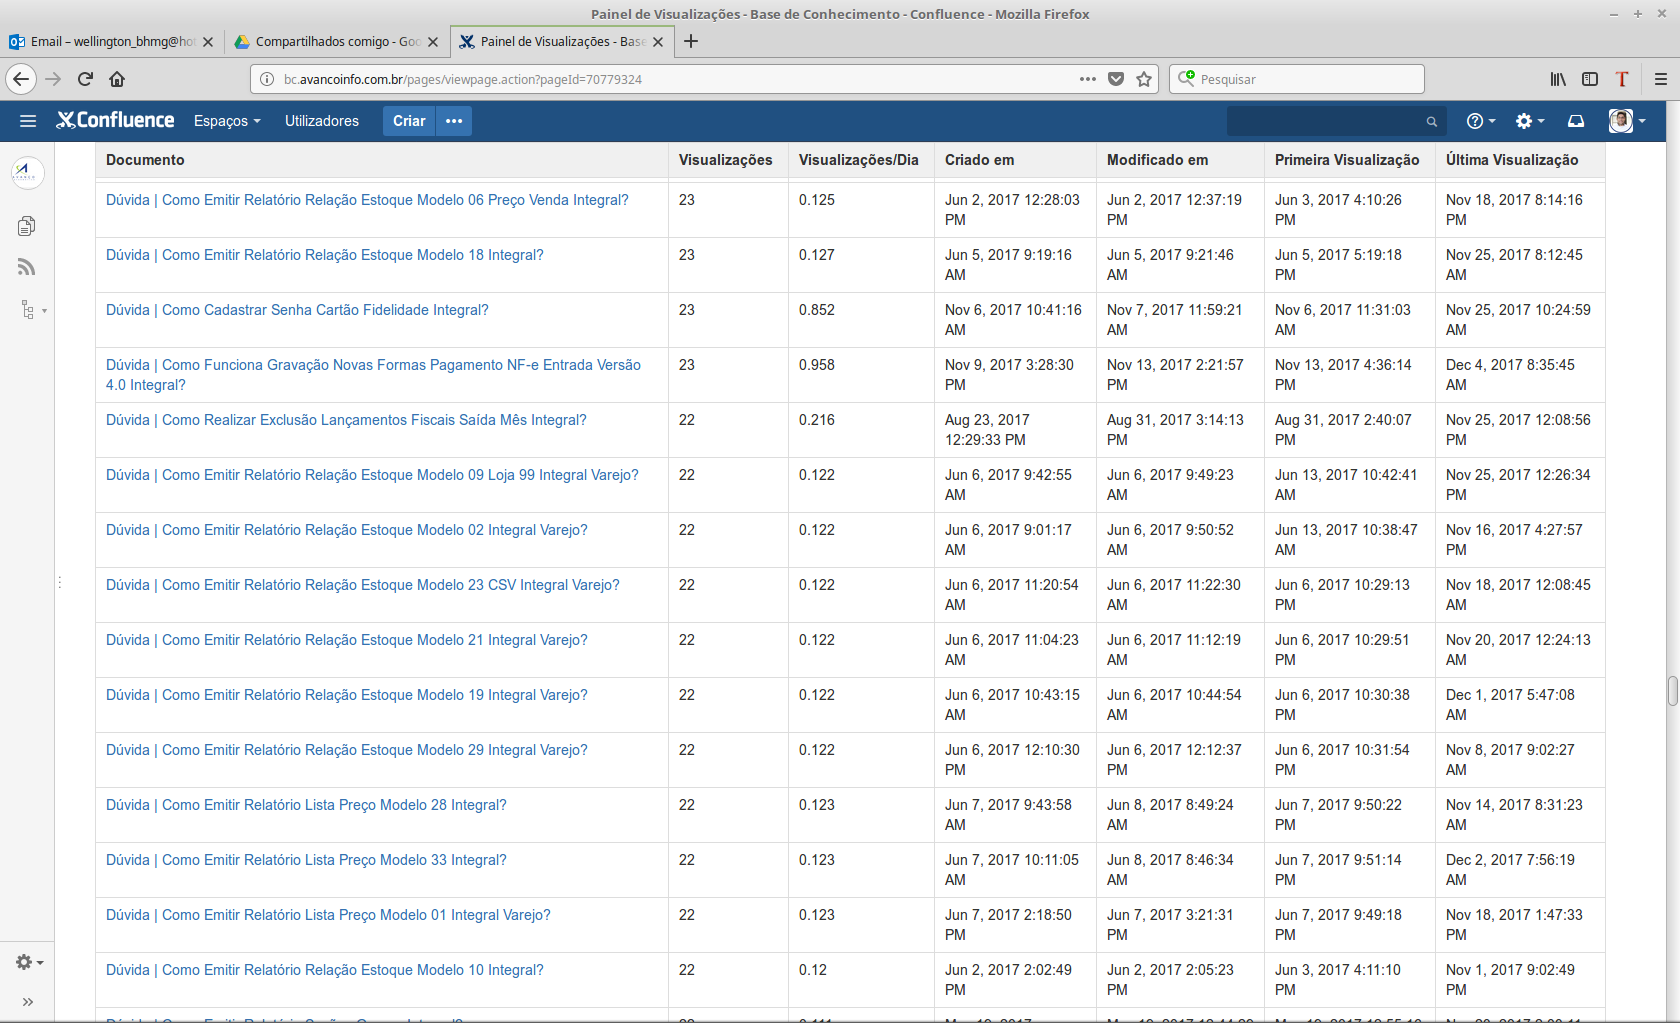 Painel de Visualizações - Base de Conhecimento - Confluence - Mozilla Firefox
Email – wellington_bhmg@ho
Compartilhados comigo - Goo
Painel de Visualizações - Base
bc.avancoinfo.com.br/pages/viewpage.action?pageId=70779324
Pesquisar
Confluence Espaços Utilizadores Criar
Documento Visualizações Visualizações/Dia Criado em Modificado em Primeira Visualização Última Visualização
Dúvida | Como Emitir Relatório Relação Estoque Modelo 06 Preço Venda Integral? 23 0.125 Jun 2, 2017 12:28:03 Jun 2, 2017 12:37:19 Jun 3, 2017 4:10:26 Nov 18, 2017 8:14:16
PM PM PM PM
Dúvida | Como Emitir Relatório Relação Estoque Modelo 18 Integral? 23 0.127 Jun 5, 2017 9:19:16 Jun 5, 2017 9:21:46 Jun 5, 2017 5:19:18 Nov 25, 2017 8:12:45
AM AM PM AM
Dúvida | Como Cadastrar Senha Cartão Fidelidade Integral? 23 0.852 Nov 6, 2017 10:41:16 Nov 7, 2017 11:59:21 Nov 6, 2017 11:31:03 Nov 25, 2017 10:24:59
AM AM AM AM
Dúvida | Como Funciona Gravação Novas Formas Pagamento NF-e Entrada Versão 23 0.958 Nov 9, 2017 3:28:30 Nov 13, 2017 2:21:57 Nov 13, 2017 4:36:14 Dec 4, 2017 8:35:45
4.0 Integral? PM PM PM AM
Dúvida | Como Realizar Exclusão Lançamentos Fiscais Saída Mês Integral? 22 0.216 Aug 23, 2017 Aug 31, 2017 3:14:13 Aug 31, 2017 2:40:07 Nov 25, 2017 12:08:56
12:29:33 PM PM PM PM
Dúvida | Como Emitir Relatório Relação Estoque Modelo 09 Loja 99 Integral Varejo? 22 0.122 Jun 6, 2017 9:42:55 Jun 6, 2017 9:49:23 Jun 13, 2017 10:42:41 Nov 25, 2017 12:26:34
AM AM AM PM
Dúvida | Como Emitir Relatório Relação Estoque Modelo 02 Integral Varejo? 22 0.122 Jun 6, 2017 9:01:17 Jun 6, 2017 9:50:52 Jun 13, 2017 10:38:47 Nov 16, 2017 4:27:57
AM AM AM PM
Dúvida | Como Emitir Relatório Relação Estoque Modelo 23 CSV Integral Varejo? 22 0.122 Jun 6, 2017 11:20:54 Jun 6, 2017 11:22:30 Jun 6, 2017 10:29:13 Nov 18, 2017 12:08:45
AM AM PM AM
Dúvida | Como Emitir Relatório Relação Estoque Modelo 21 Integral Varejo? 22 0.122 Jun 6, 2017 11:04:23 Jun 6, 2017 11:12:19 Jun 6, 2017 10:29:51 Nov 20, 2017 12:24:13
AM AM PM AM
Dúvida | Como Emitir Relatório Relação Estoque Modelo 19 Integral Varejo? 22 0.122 Jun 6, 2017 10:43:15 Jun 6, 2017 10:44:54 Jun 6, 2017 10:30:38 Dec 1, 2017 5:47:08
AM AM PM AM
Dúvida | Como Emitir Relatório Relação Estoque Modelo 29 Integral Varejo? 22 0.122 Jun 6, 2017 12:10:30 Jun 6, 2017 12:12:37 Jun 6, 2017 10:31:54 Nov 8, 2017 9:02:27
PM PM PM AM
Dúvida | Como Emitir Relatório Lista Preço Modelo 28 Integral? 22 0.123 Jun 7, 2017 9:43:58 Jun 8, 2017 8:49:24 Jun 7, 2017 9:50:22 Nov 14, 2017 8:31:23
AM AM PM AM
Dúvida | Como Emitir Relatório Lista Preço Modelo 33 Integral? 22 0.123 Jun 7, 2017 10:11:05 Jun 8, 2017 8:46:34 Jun 7, 2017 9:51:14 Dec 2, 2017 7:56:19
AM AM PM AM
Dúvida | Como Emitir Relatório Lista Preço Modelo 01 Integral Varejo? 22 0.123 Jun 7, 2017 2:18:50 Jun 7, 2017 3:21:31 Jun 7, 2017 9:49:18 Nov 18, 2017 1:47:33
PM PM PM PM
Dúvida | Como Emitir Relatório Relação Estoque Modelo 10 Integral? 22 0.12 Jun 2, 2017 2:02:49 Jun 2, 2017 2:05:23 Jun 3, 2017 4:11:10 Nov 1, 2017 9:02:49
PM PM PM PM